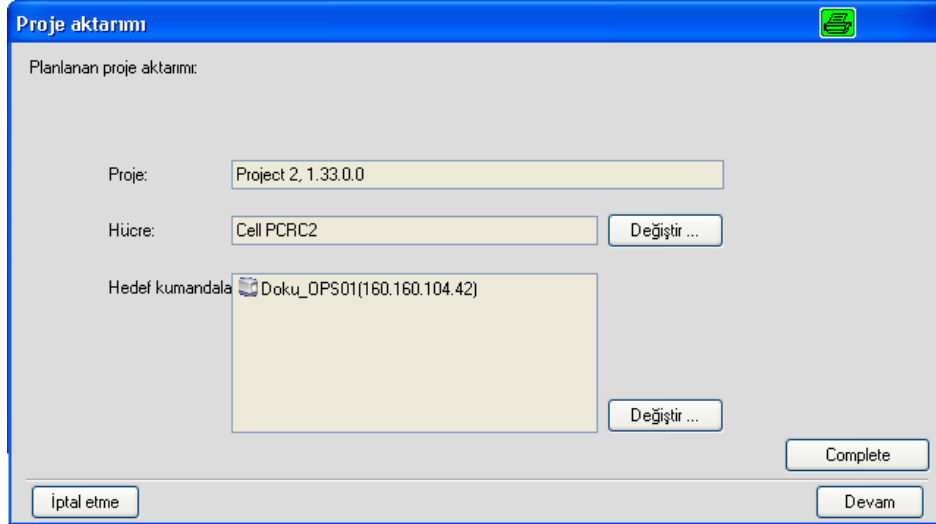 Proje aktarımı
Planlanan proje aktarımı:
Proje:
Project 2, 1.33.0.0
Hücre:
Cell PCRC2
Değiştir ...
Hedef kumandala
Doku_OPS01(160.160.104.42)
Değiştir ...
Complete
İptal etme
Devam